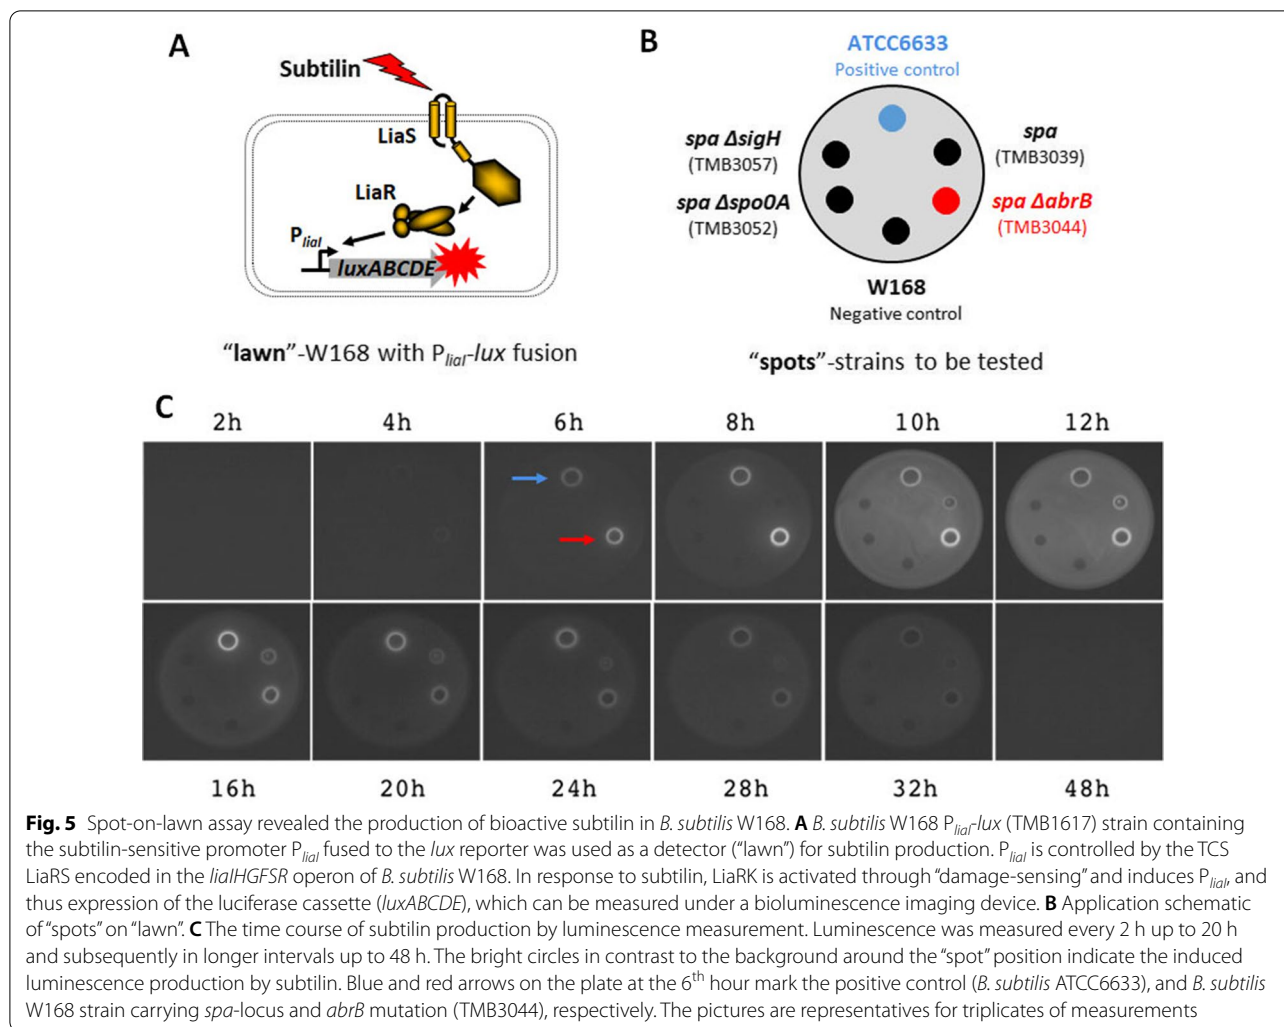 A
Subtilin
LiaS
LiaR
PliaI
luxABCDE
"lawn"-W168 with PliaI-lux fusion
B
ATCC6633
Positive control
spa ΔsigH
(TMB3057)
spa
(TMB3039)
spa Δspo0A
(TMB3052)
spa ΔabrB
(TMB3044)
W168
Negative control
"spots"-strains to be tested
C
2h 4h 6h 8h 10h 12h
16h 20h 24h 28h 32h 48h
Fig. 5 Spot-on-lawn assay revealed the production of bioactive subtilin in B. subtilis W168. A B. subtilis W168 PliaI-lux (TMB1617) strain containing
the subtilin-sensitive promoter PliaI fused to the lux reporter was used as a detector ("lawn") for subtilin production. PliaI is controlled by the TCS
LiaRS encoded in the liaIHGFSR operon of B. subtilis W168. In response to subtilin, LiaRK is activated through "damage-sensing" and induces PliaI, and
thus expression of the luciferase cassette (luxABCDE), which can be measured under a bioluminescence imaging device. B Application schematic
of "spots" on "lawn". C The time course of subtilin production by luminescence measurement. Luminescence was measured every 2 h up to 20 h
and subsequently in longer intervals up to 48 h. The bright circles in contrast to the background around the "spot" position indicate the induced
luminescence production by subtilin. Blue and red arrows on the plate at the 6th hour mark the positive control (B. subtilis ATCC6633), and B. subtilis
W168 strain carrying spa-locus and abrB mutation (TMB3044), respectively. The pictures are representatives for triplicates of measurements